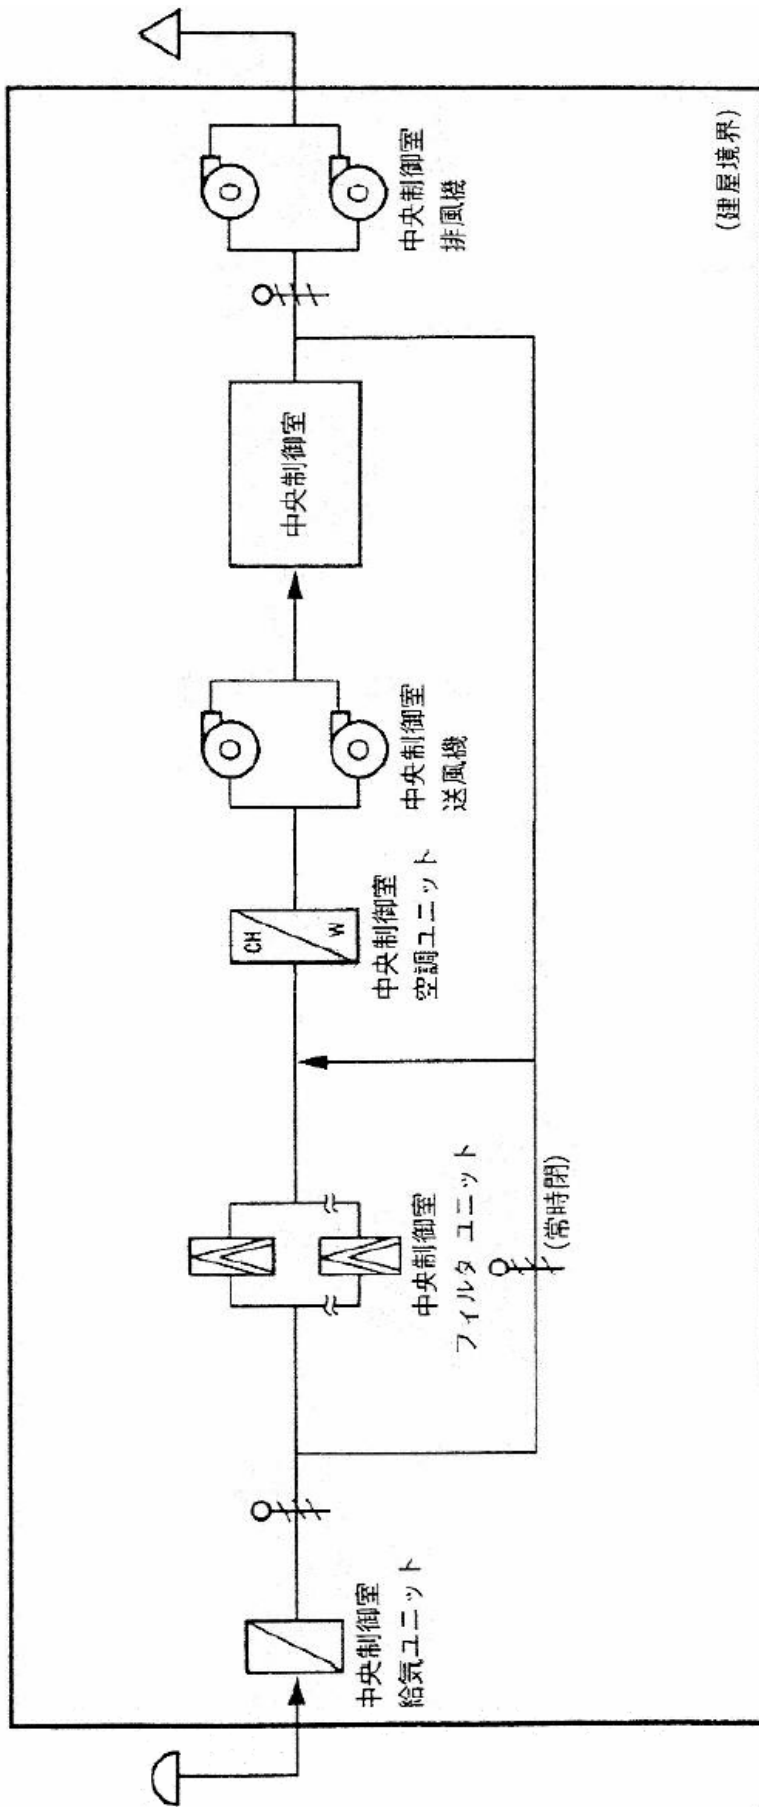 中央制御室
給気ユニット
中央制御室
フィルタ ユニット
(常時閉)
CH
W
中央制御室
空調ユニット
中央制御室
送風機
中央制御室
中央制御室
排風機
(建屋境界)